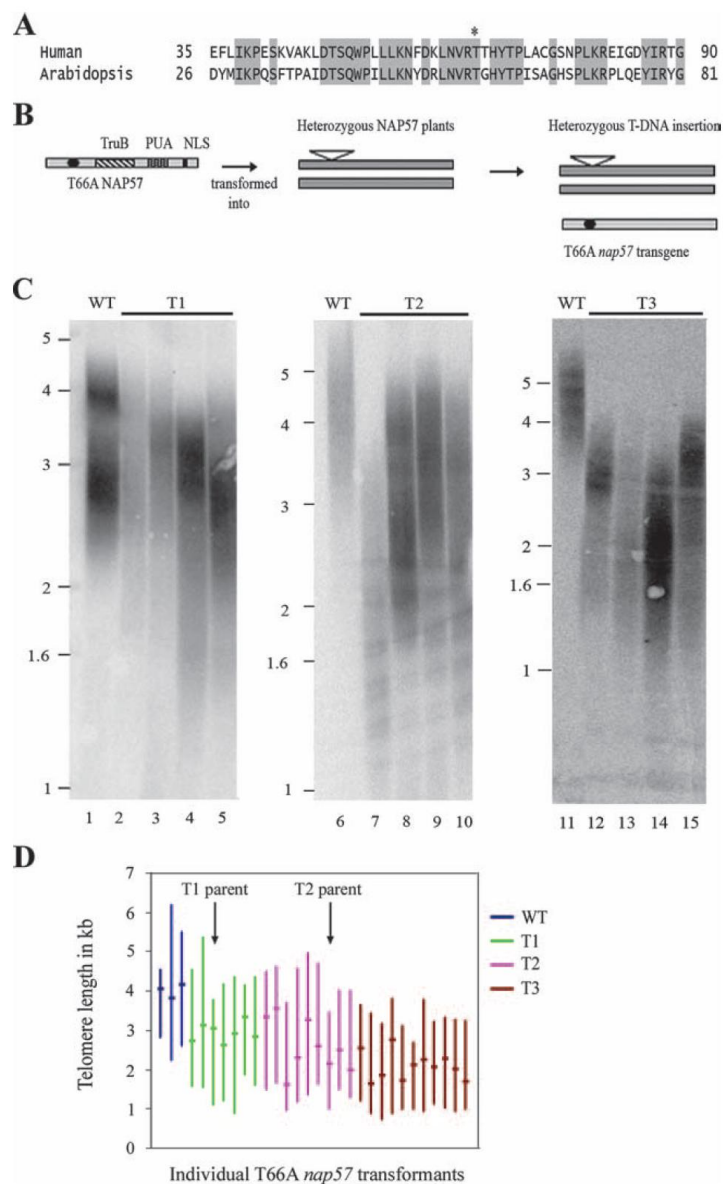 A
*
Human 35 EFLIKPESKVAKLDTSQWPLLLKNFDKLNVRTTHYTPLACGSNPLKREIGDYIRTG 90
Arabidopsis 26 DYMIKPQSFTPAIDTSQWPILLKNYDRLNVRTGHYTPISAGHSPLKRPLQEYIRYG 81
B
TruB PUA NLS
T66A NAP57
transformed
into
Heterozygous NAP57 plants
Heterozygous T-DNA insertion
T66A nap57 transgene
C
WT T1
5
4
3
2
1.6
1
1 2 3 4 5
WT T2
5
4
3
2
1.6
1
6 7 8 9 10
WT T3
5
4
3
2
1.6
1
11 12 13 14 15
D
Telomere length in kb
7
6
5
4
3
2
1
0
T1 parent T2 parent
WT
T1
T2
T3
Individual T66A nap57 transformants